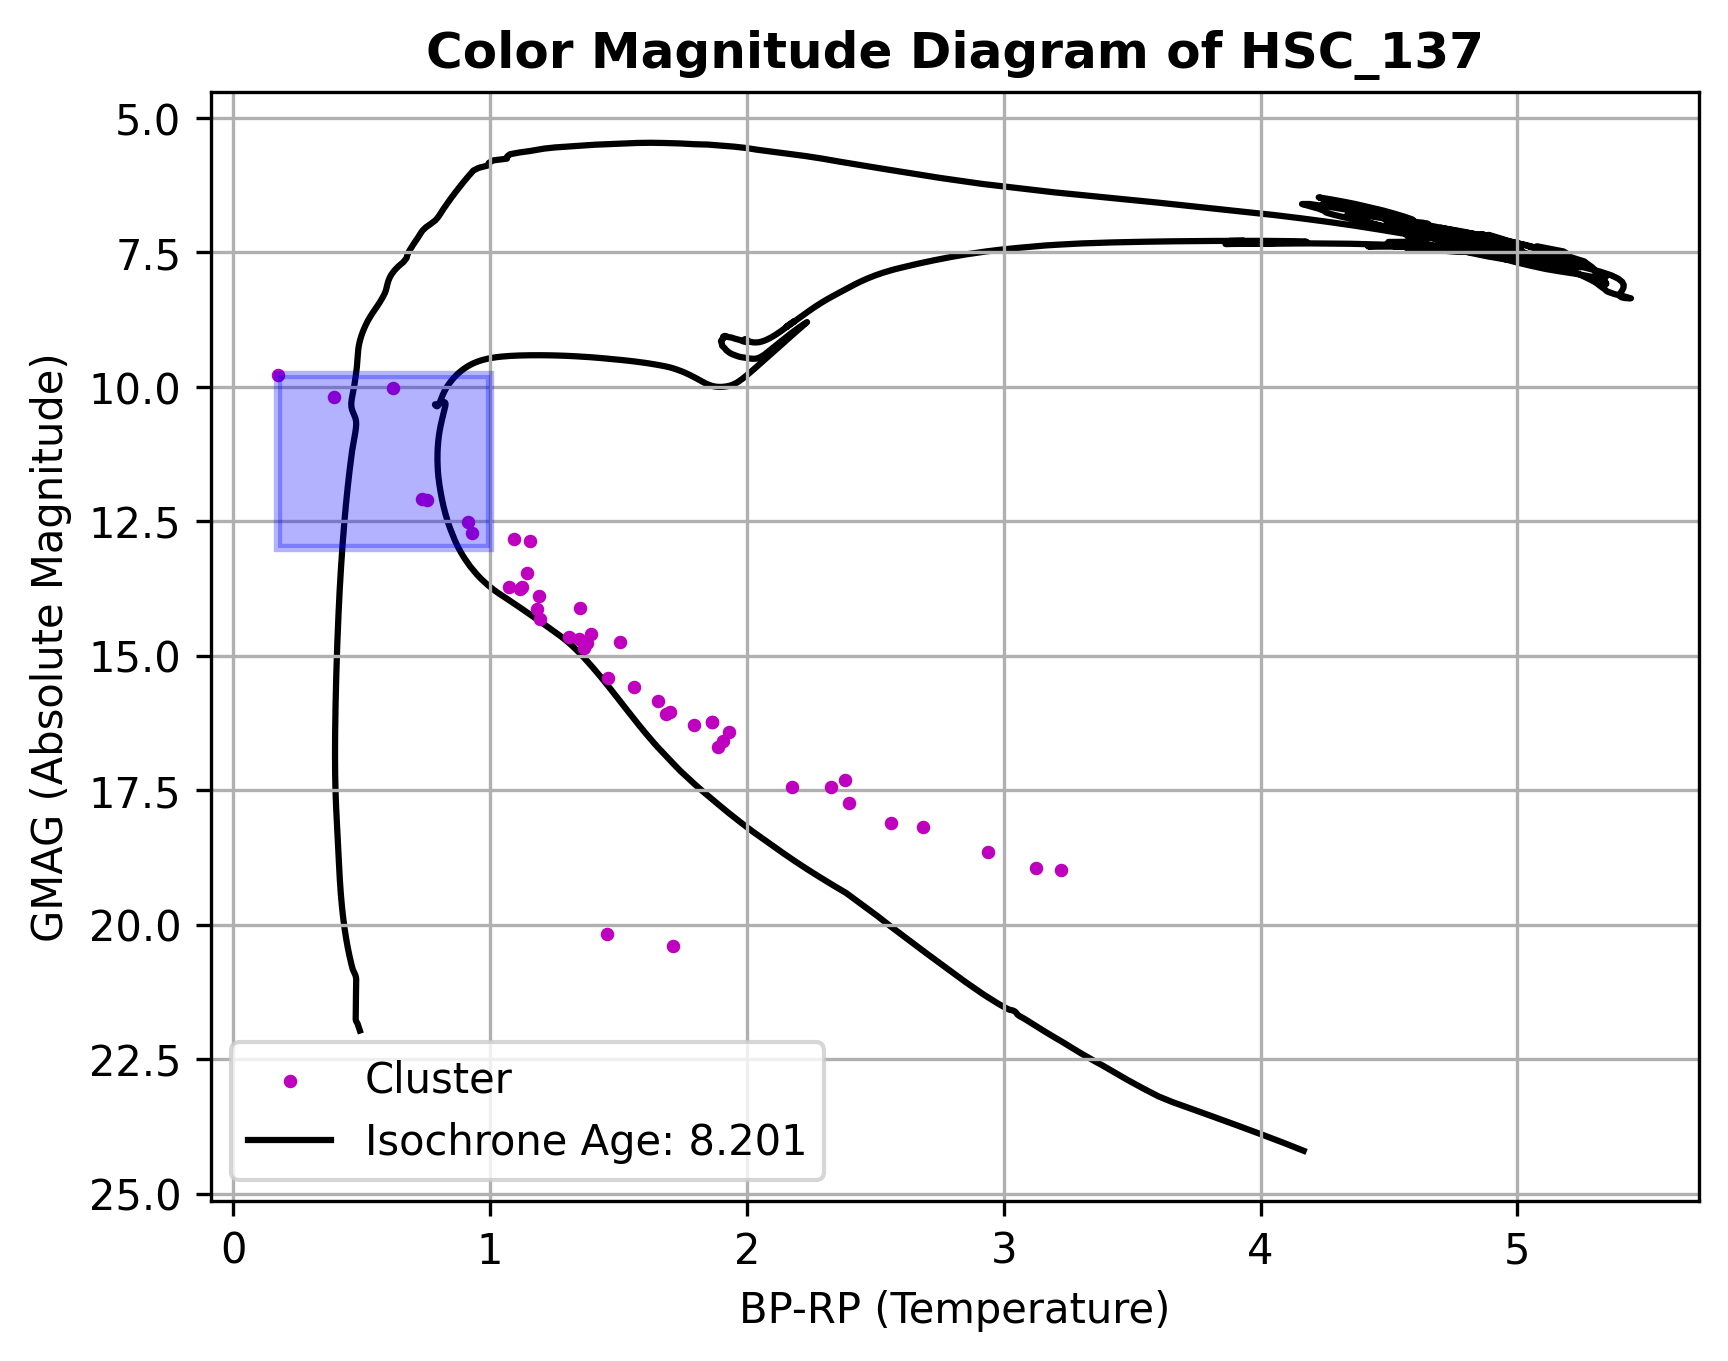 Color Magnitude Diagram of HSC_137
5.0
7.5
10.0
12.5
15.0
17.5
20.0
22.5
25.0
GMAG (Absolute Magnitude)
Cluster
Isochrone Age: 8.201
0 1 2 3 4 5
BP-RP (Temperature)